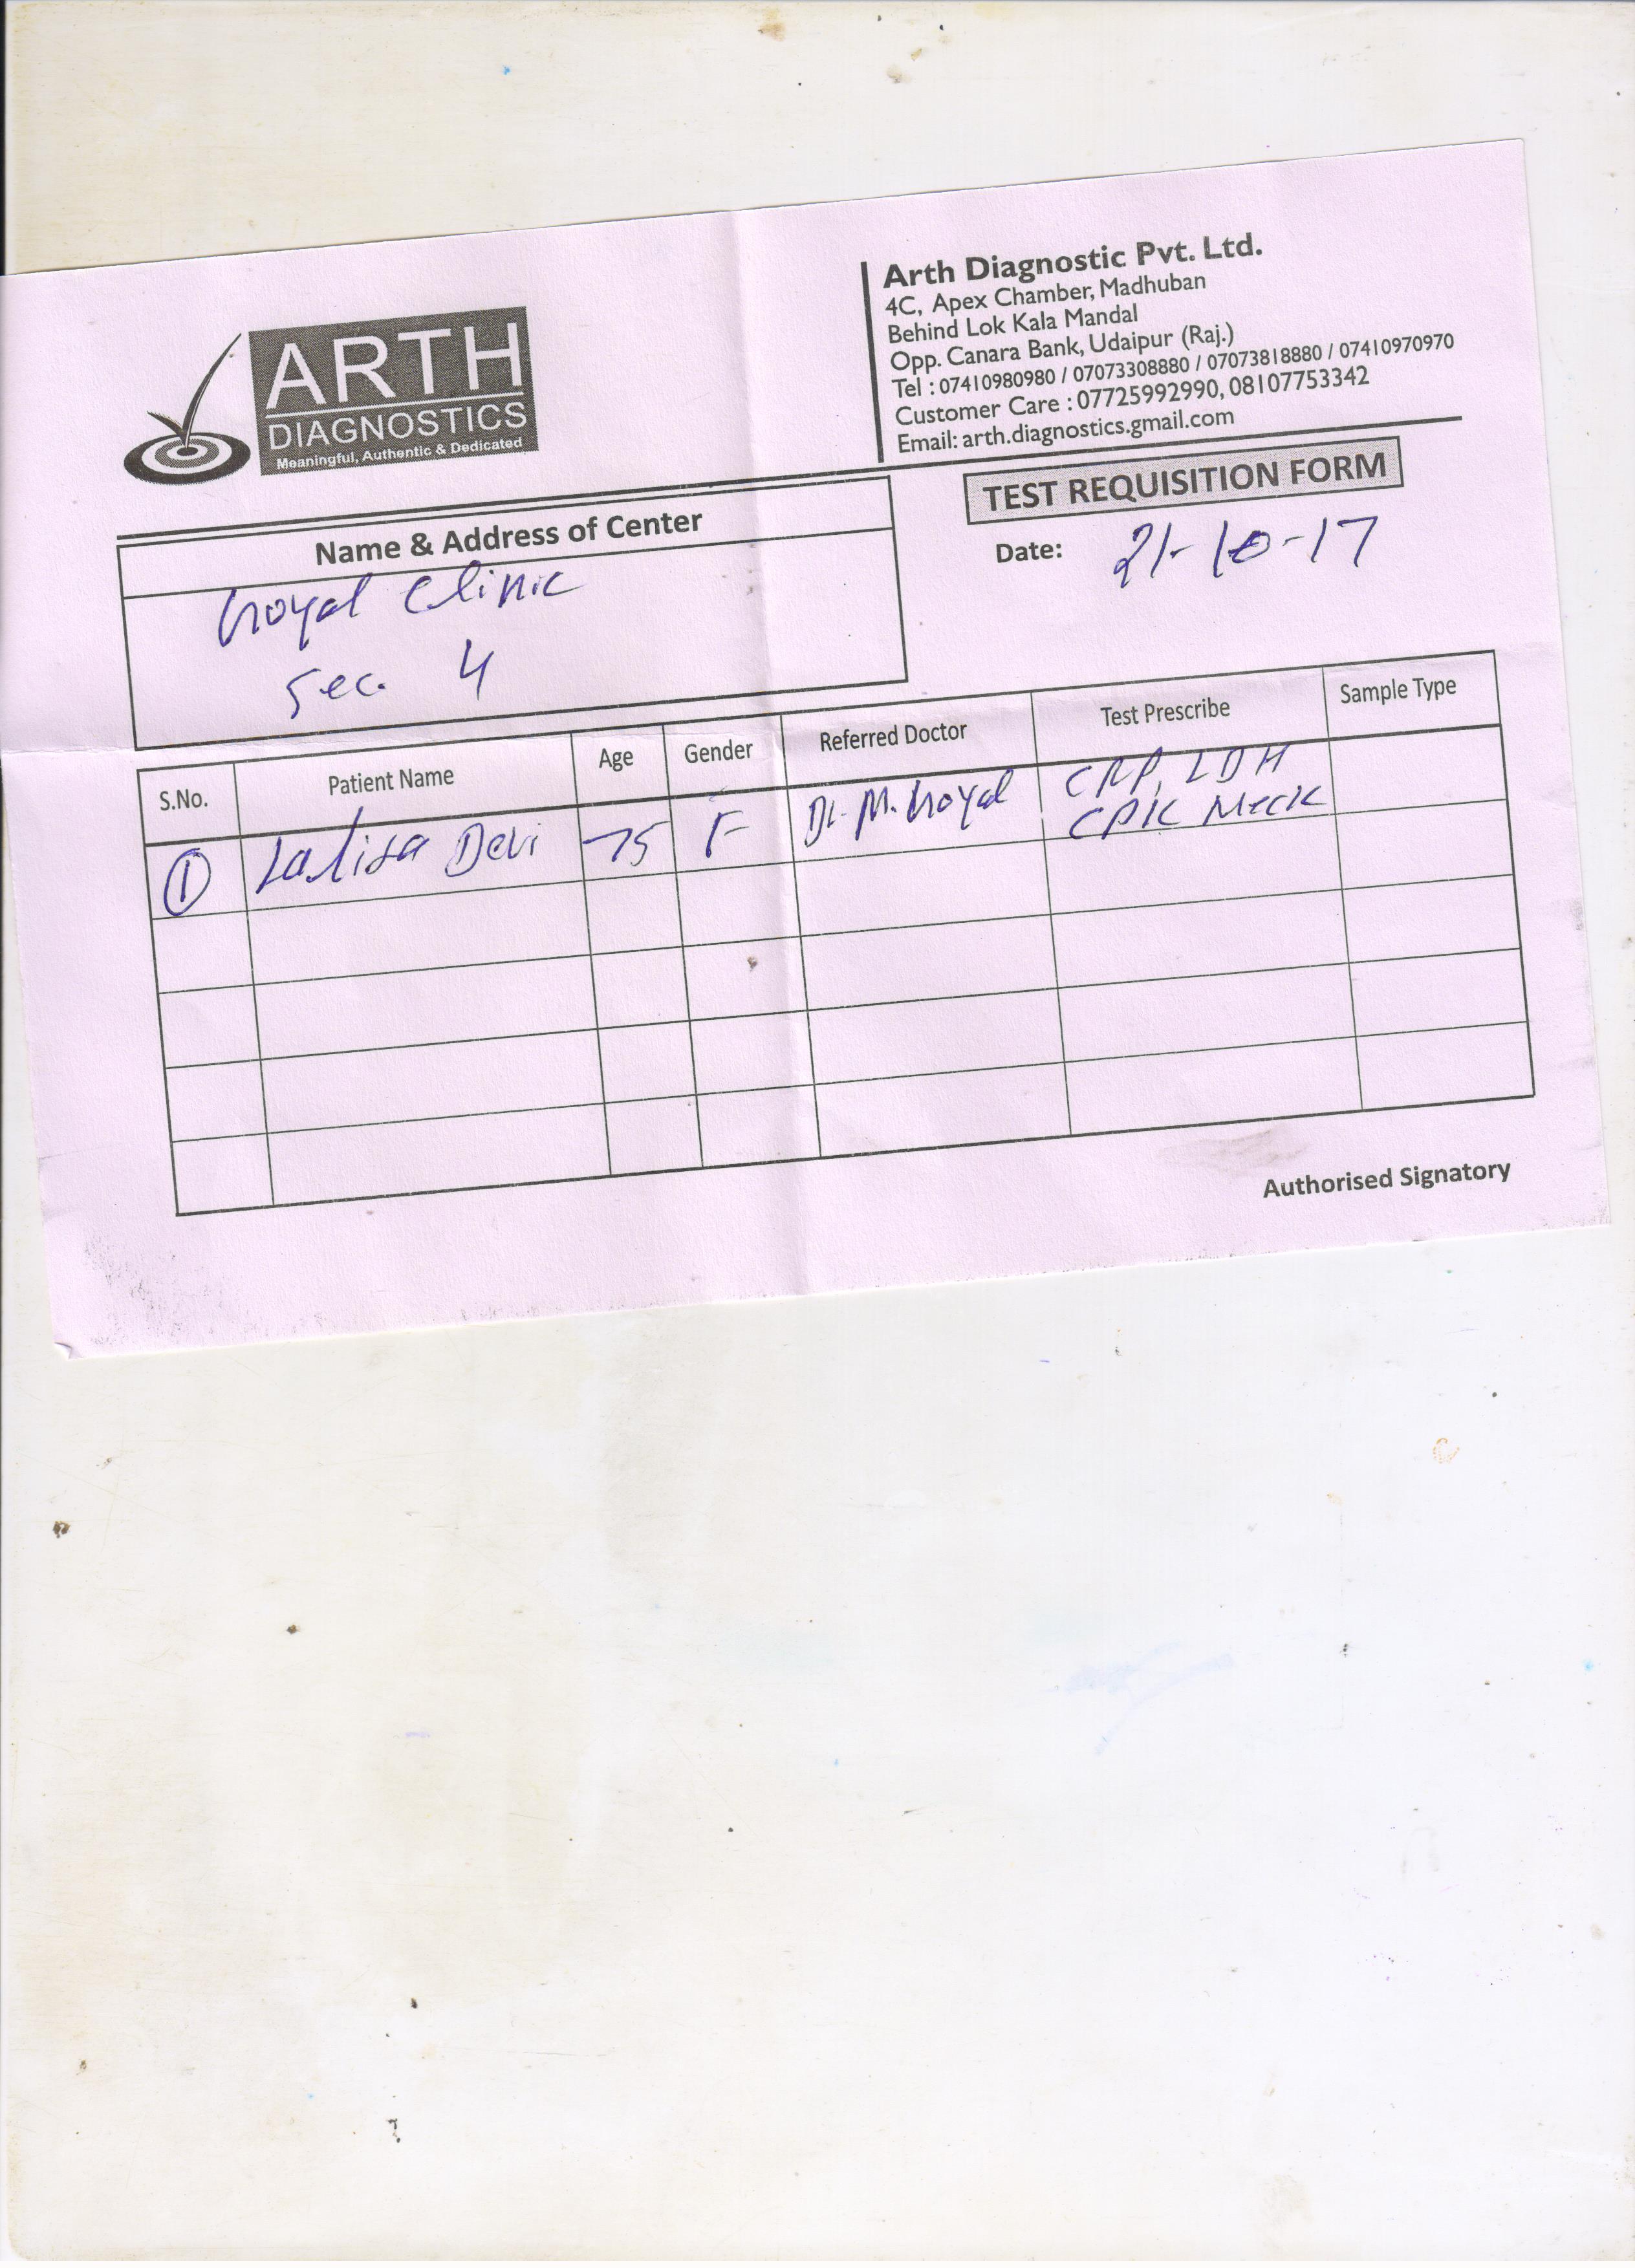 ARTH
DIAGNOSTICS
Meaningful, Authentic & Dedicated
Arth Diagnostic Pvt. Ltd.
4C, Apex Chamber, Madhuban
Behind Lok Kala Mandal
Opp. Canara Bank, Udaipur (Raj.)
Tel : 07410980980 / 07073308880 / 07073818880 / 07410970970
Customer Care : 07725992990, 08107753342
Email: arth.diagnostics.gmail.com
TEST REQUISITION FORM
Date: 21-10-17
Name & Address of Center
Goyal Clinic
Sec. 4
S.No. Patient Name Age Gender Referred Doctor Test Prescribe Sample Type
1 Devi 75 F Dr. M. Goyal CRP, LDH
CPK
Authorised Signatory